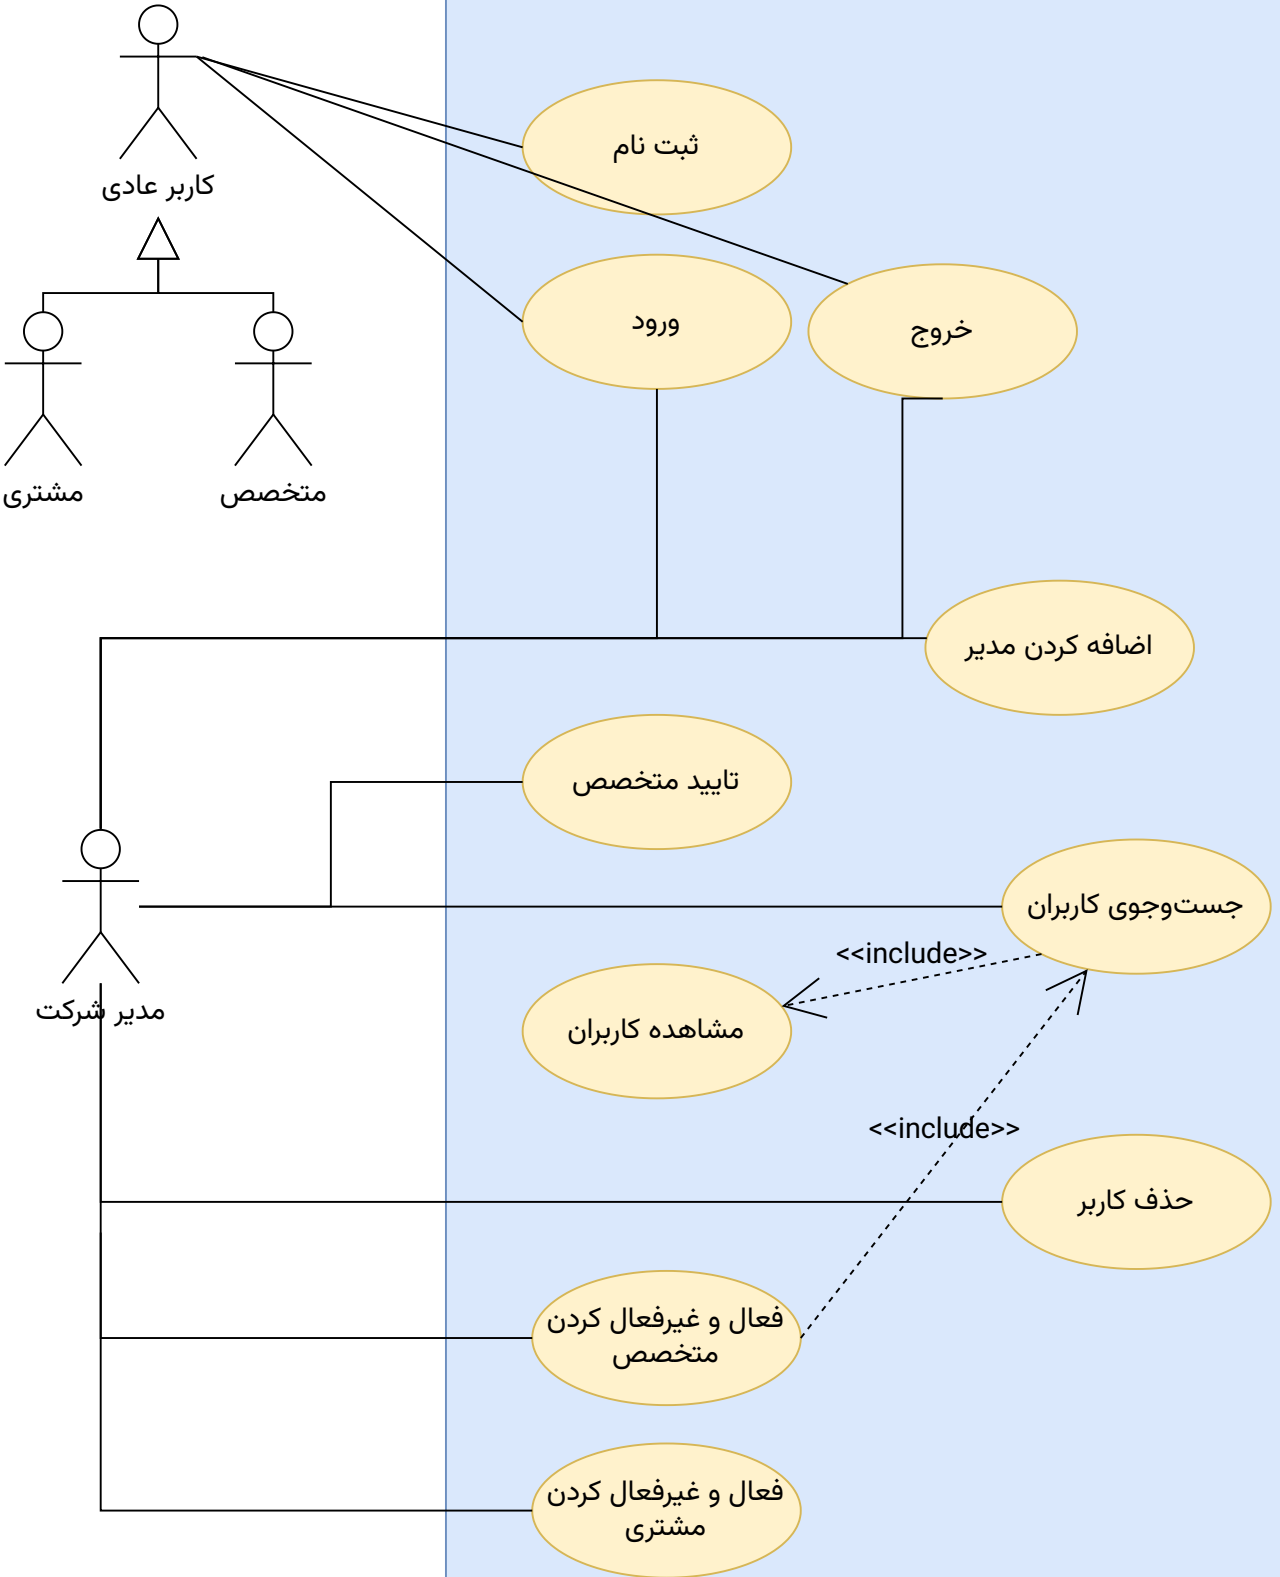 ثبت نام
کاربر عادی
ورود
خروج
مشتری
متخصص
اضافه کردن مدیر
تایید متخصص
جست‌وجوی کاربران
<<include>>
مدیر شرکت
مشاهده کاربران
<<include>>
حذف کاربر
فعال و غیرفعال کردن
متخصص
فعال و غیرفعال کردن
مشتری